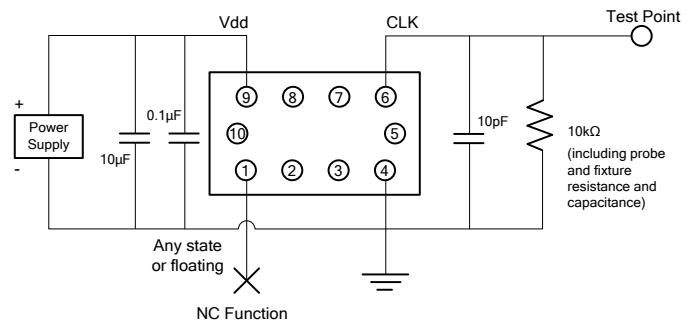 Vdd
CLK
Test Point
+
Power
Supply
-
10µF
0.1µF
9
8
7
6
10
5
1
2
3
4
10pF
10kΩ
(including probe
and fixture
resistance and
capacitance)
Any state
or floating
NC Function